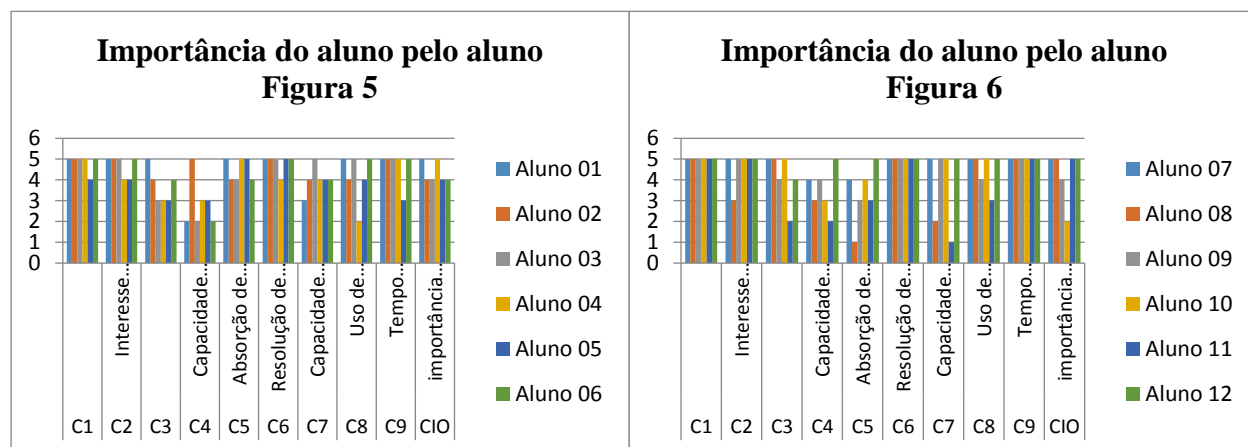 Importância do aluno pelo aluno
Figura 5
6
5
4
3
2
1
0
Interesse...
Capacidade...
Absorção de...
Resolução de...
Capacidade...
Uso de...
Tempo...
importância...
C1 C2 C3 C4 C5 C6 C7 C8 C9 CIO
Aluno 01
Aluno 02
Aluno 03
Aluno 04
Aluno 05
Aluno 06
Importância do aluno pelo aluno
Figura 6
6
5
4
3
2
1
0
Interesse...
Capacidade...
Absorção de...
Resolução de...
Capacidade...
Uso de...
Tempo...
importância...
C1 C2 C3 C4 C5 C6 C7 C8 C9 CIO
Aluno 07
Aluno 08
Aluno 09
Aluno 10
Aluno 11
Aluno 12